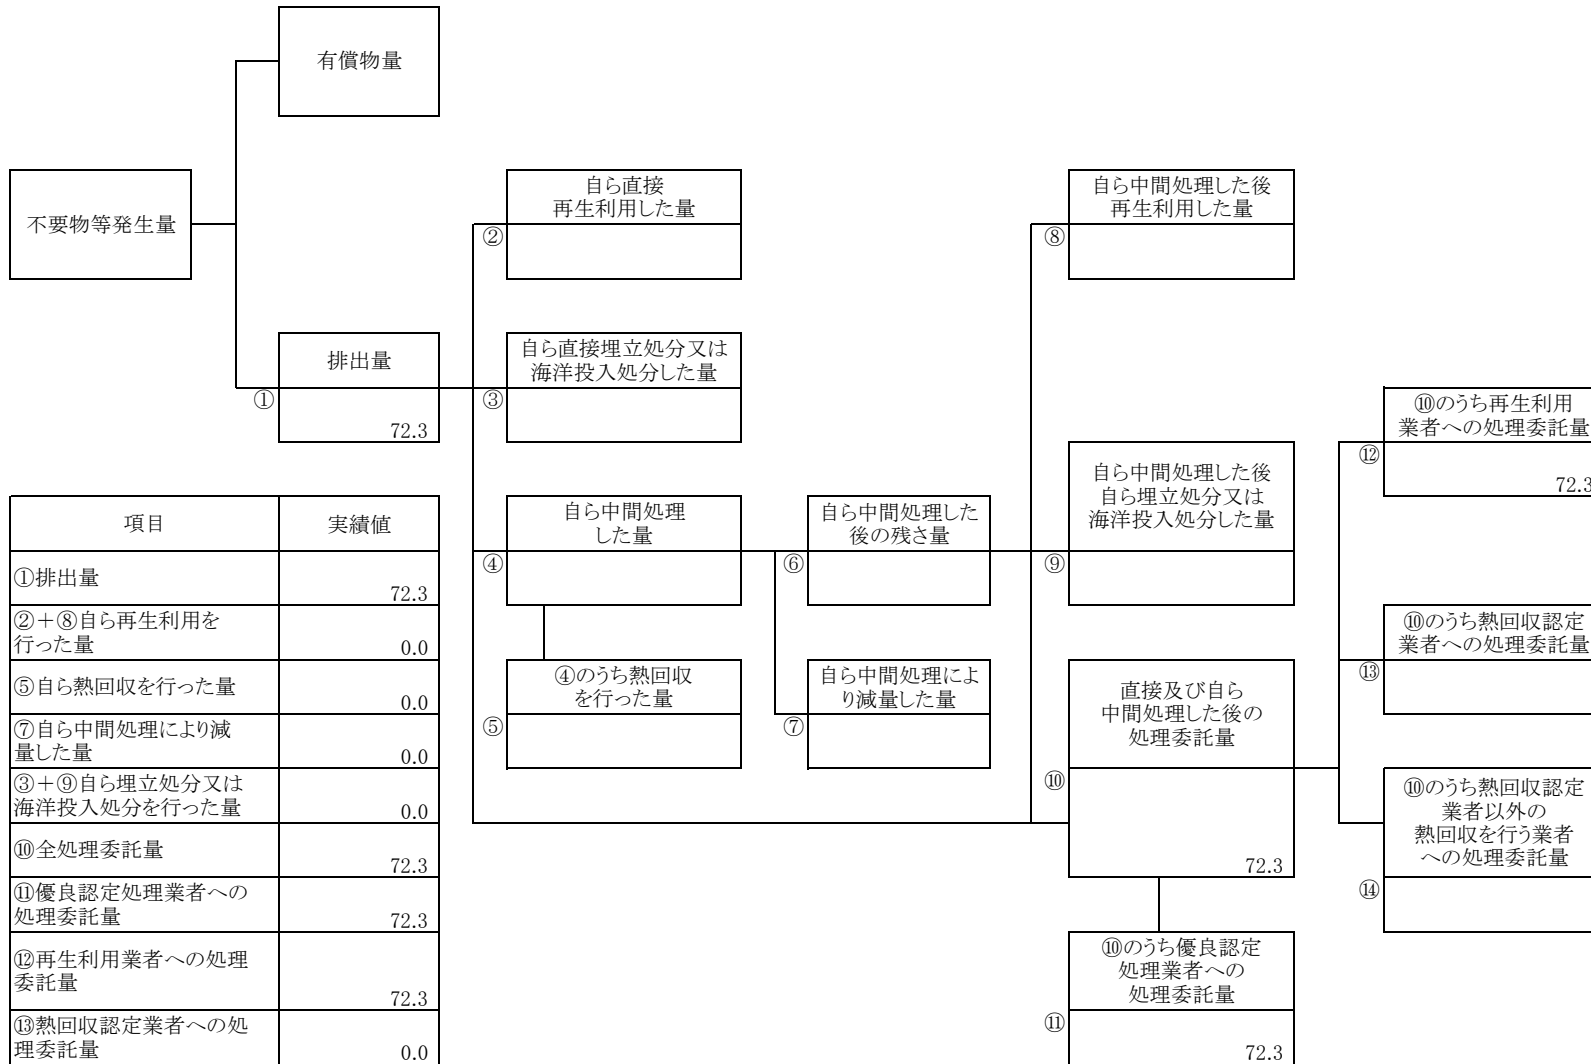 有償物量
不要物等発生量
排出量
①
72.3
自ら直接
再生利用した量
②
自ら直接埋立処分又は
海洋投入処分した量
③
自ら中間処理
した量
④
④のうち熱回収
を行った量
⑤
自ら中間処理した
後の残さ量
⑥
自ら中間処理によ
り減量した量
⑦
自ら中間処理した後
再生利用した量
⑧
自ら中間処理した後
自ら埋立処分又は
海洋投入処分した量
⑨
直接及び自ら
中間処理した後の
処理委託量
⑩
72.3
⑩のうち優良認定
処理業者への
処理委託量
⑪
72.3
⑩のうち再生利用
業者への処理委託量
⑫
72.3
⑩のうち熱回収認定
業者への処理委託量
⑬
⑩のうち熱回収認定
業者以外の
熱回収を行う業者
への処理委託量
⑭
項目 実績値
①排出量 72.3
②+⑧自ら再生利用を
行った量 0.0
⑤自ら熱回収を行った量 0.0
⑦自ら中間処理により減
量した量 0.0
③+⑨自ら埋立処分又は
海洋投入処分を行った量 0.0
⑩全処理委託量 72.3
⑪優良認定処理業者への
処理委託量 72.3
⑫再生利用業者への処理
委託量 72.3
⑬熱回収認定業者への処
理委託量 0.0